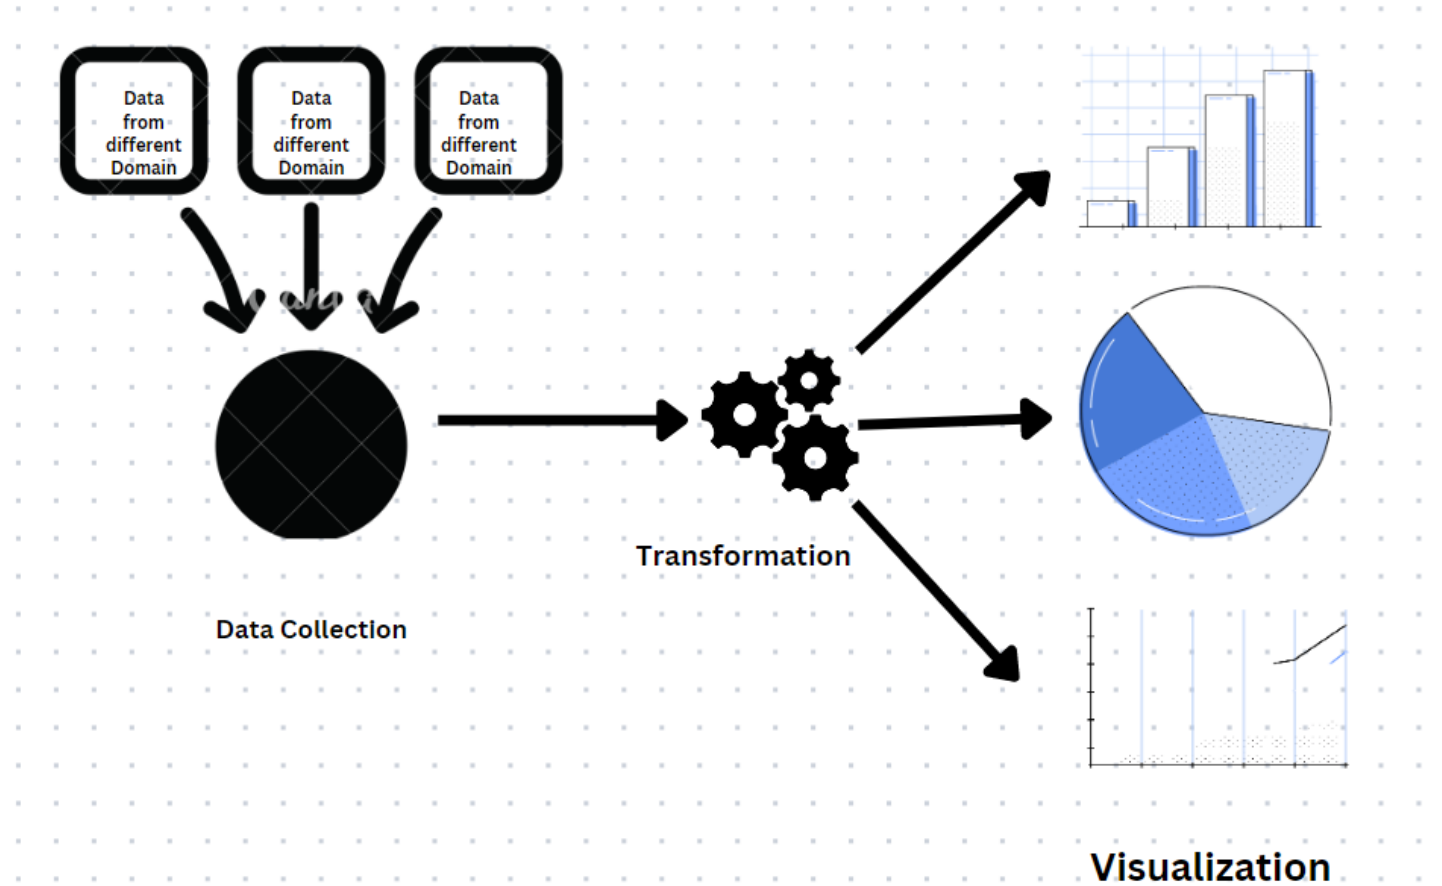 Data
from
different
Domain
Data
from
different
Domain
Data
from
different
Domain
Transformation
Data Collection
Visualization